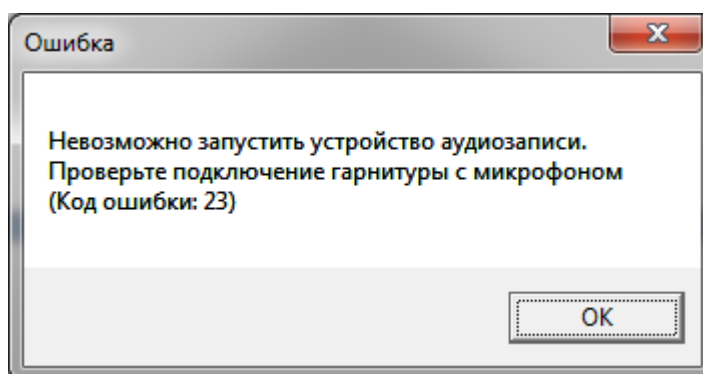 Ошибка
Невозможно запустить устройство аудиозаписи.
Проверьте подключение гарнитуры с микрофоном
(Код ошибки: 23)
OK